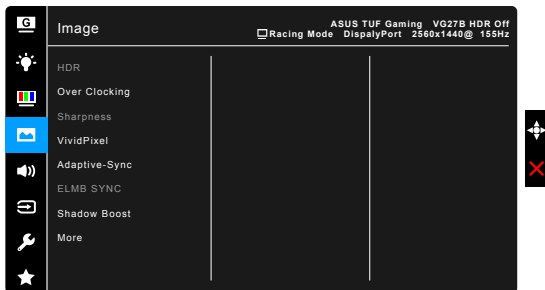 G
Image
ASUS TUF Gaming VG27B HDR Off
Racing Mode DispalyPort 2560x1440@ 155Hz
HDR
Over Clocking
Sharpness
VividPixel
Adaptive-Sync
ELMB SYNC
Shadow Boost
More